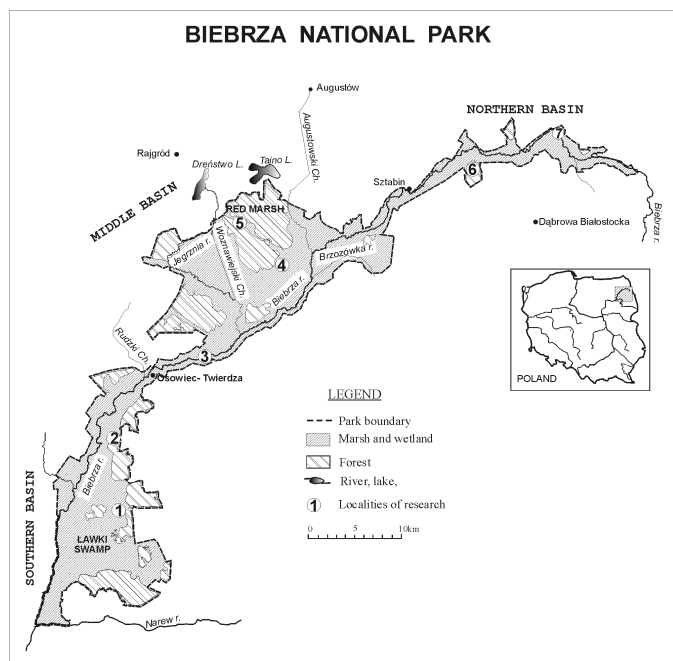 BIEBRZA NATIONAL PARK
Augustów
NORTHERN BASIN
Augustowski Ch.
7
Rajgród
Dreństwo L.
Tajno L.
6
Sztabin
MIDDLE BASIN
RED MARSH
5
Dąbrowa Białostocka
Biebrza r.
Jegrznia r.
Woznawiejski Ch.
4
Brzozówka r.
Biebrza r.
Rudzki Ch.
3
Osowiec- Twierdza
POLAND
LEGEND
Park boundary
Marsh and wetland
Forest
River, lake,
1 Localities of research
0 5 10km
2
Biebrza r.
SOUTHERN BASIN
1
ŁAWKI
SWAMP
Narew r.